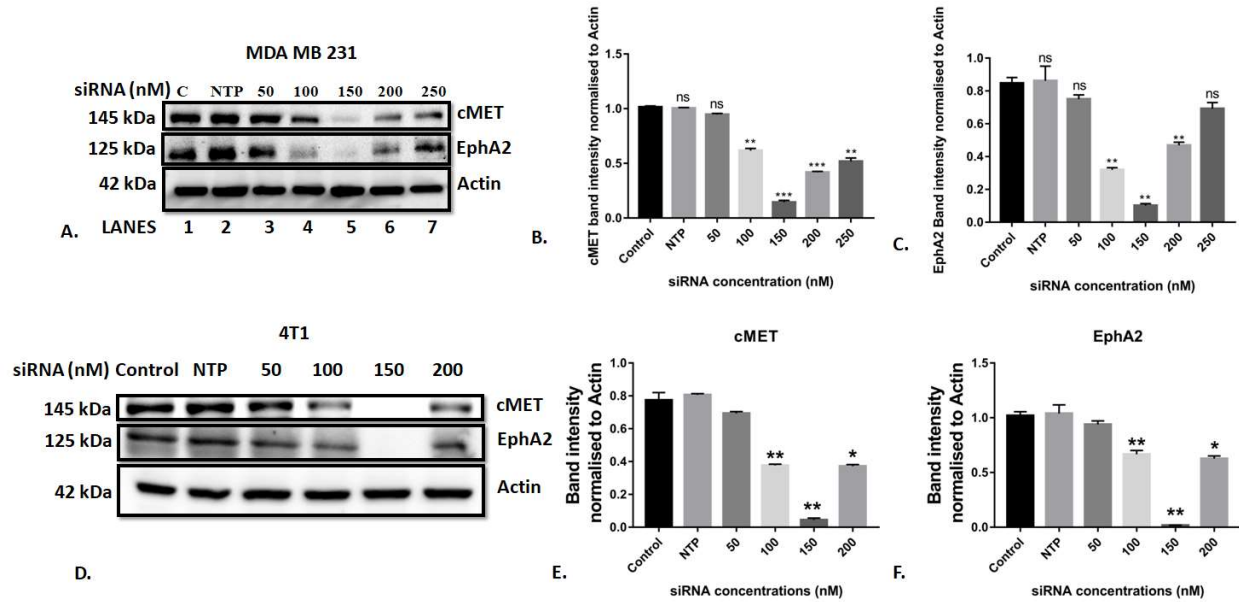 MDA MB 231
siRNA (nM) C NTP 50 100 150 200 250
145 kDa cMET
125 kDa EphA2
42 kDa Actin
A. LANES 1 2 3 4 5 6 7
cMET band intensity normalised to Actin
1.5
1.0
0.5
0.0
ns ns ** *** *** **
Control NTP 50 100 150 200 250
siRNA concentration (nM)
B.
EphA2 Band intensity normalised to Actin
1.0
0.8
0.6
0.4
0.2
0.0
ns ns ** ** ** ns
Control NTP 50 100 150 200 250
siRNA concentration (nM)
C.
4T1
siRNA (nM) Control NTP 50 100 150 200
145 kDa cMET
125 kDa EphA2
42 kDa Actin
D.
cMET
Band intensity
normalised to Actin
0.8
0.6
0.4
0.2
0.0
** ** *
Control NTP 50 100 150 200
siRNA concentrations (nM)
E.
EphA2
Band intensity
normalised to Actin
1.5
1.0
0.5
0.0
** ** *
Control NTP 50 100 150 200
siRNA concentrations (nM)
F.